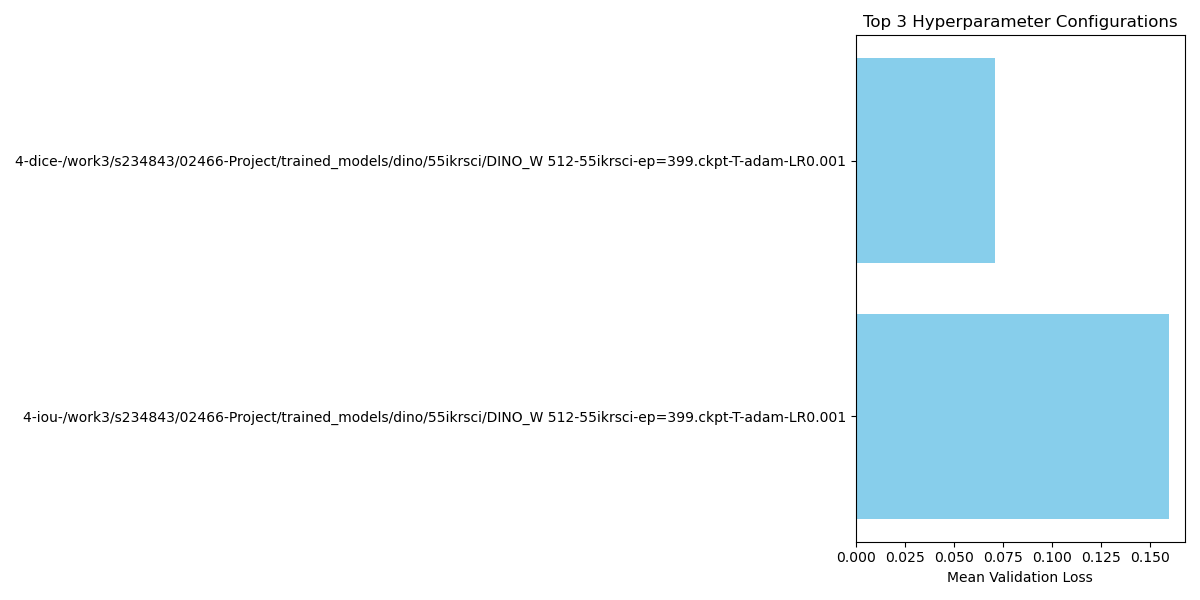 Top 3 Hyperparameter Configurations
4-dice-/work3/s234843/02466-Project/trained_models/dino/55ikrsci/DINO_W 512-55ikrsci-ep=399.ckpt-T-adam-LR0.001
4-iou-/work3/s234843/02466-Project/trained_models/dino/55ikrsci/DINO_W 512-55ikrsci-ep=399.ckpt-T-adam-LR0.001
0.000 0.025 0.050 0.075 0.100 0.125 0.150
Mean Validation Loss